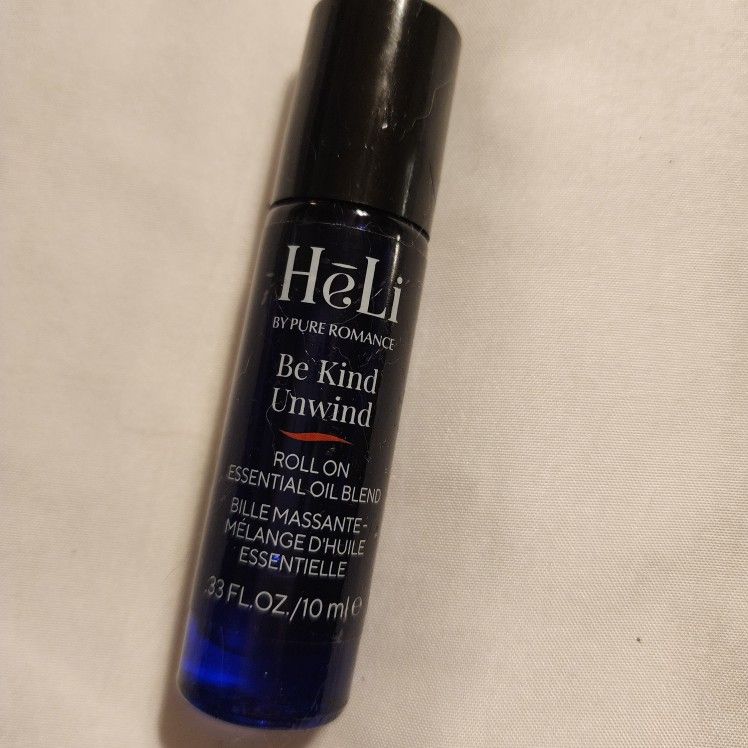 HēLi
BY PURE ROMANCE
Be Kind
Unwind
ROLL ON
ESSENTIAL OIL BLEND
BILLE MASSANTE-
MÉLANGE D'HUILE
ESSENTIELLE
.33 FL.OZ./10 ml ℮